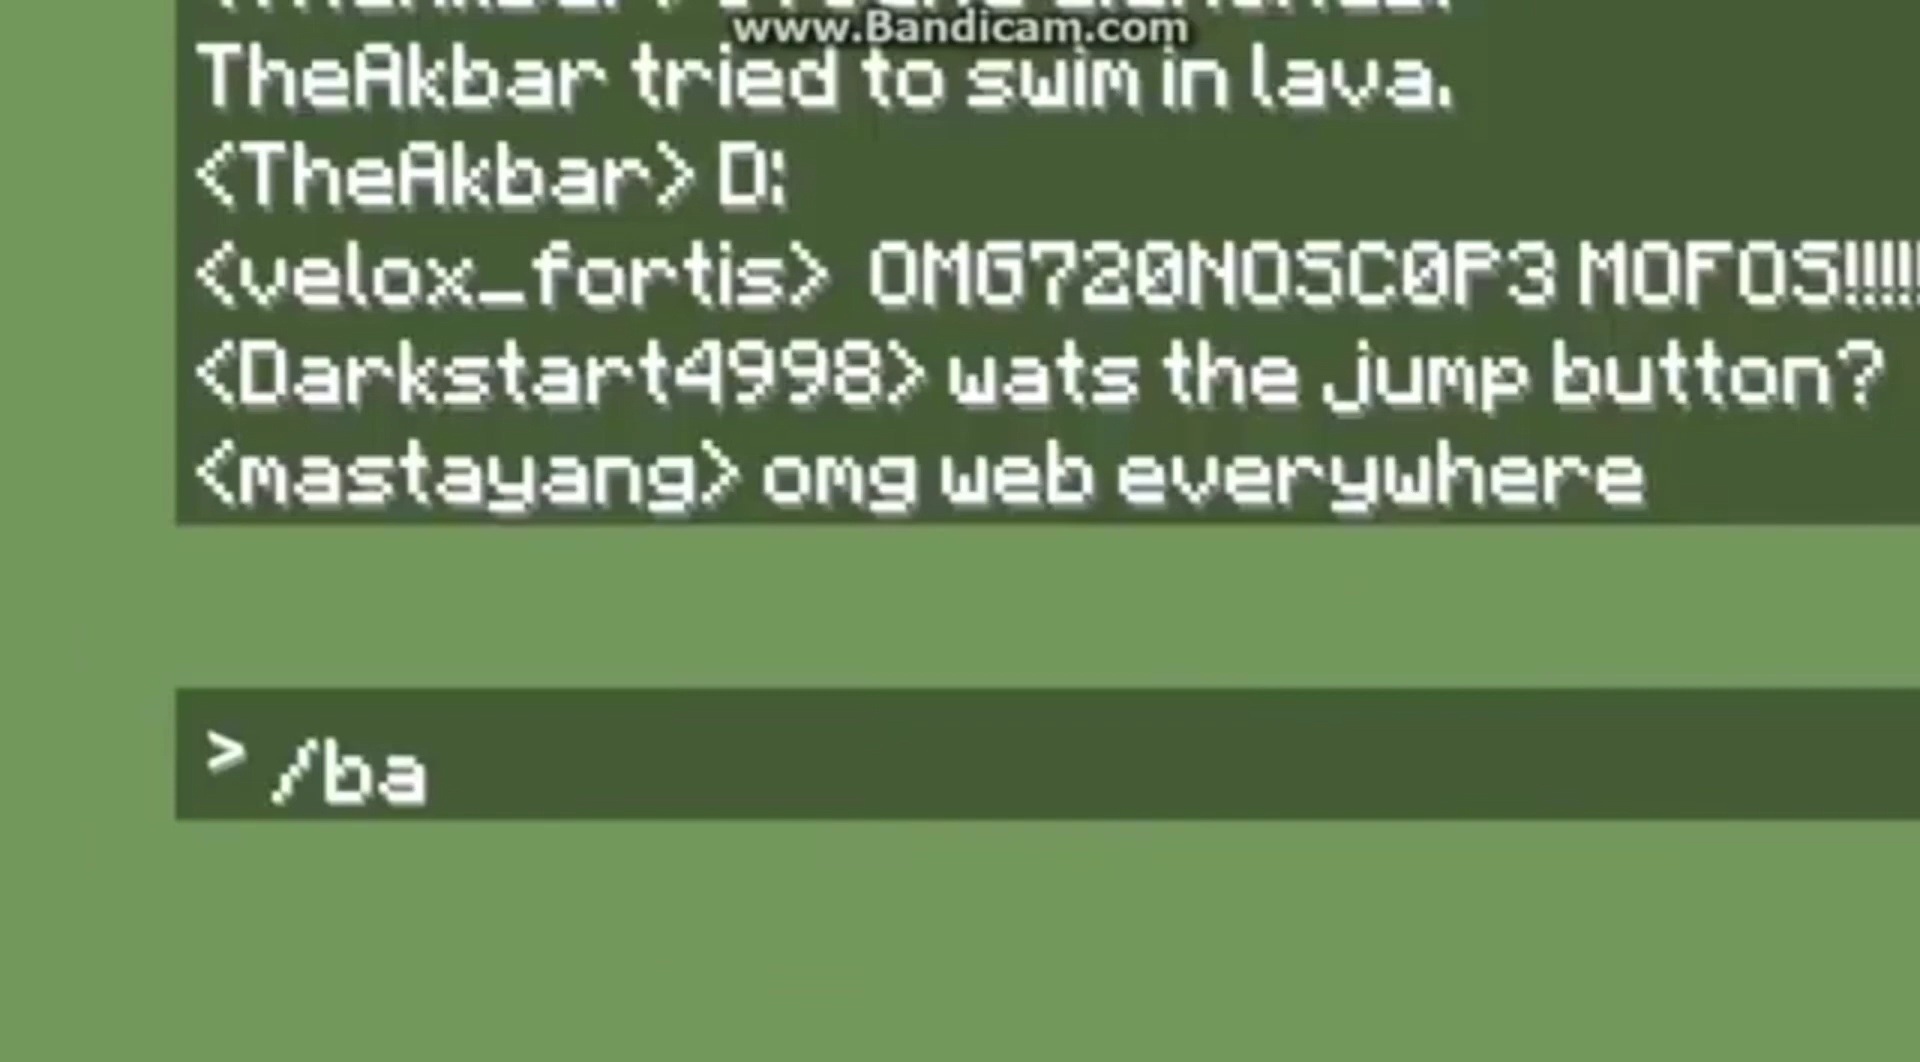 www.Bandicam.com
TheAkbar tried to swim in lava.
<TheAkbar> D:
<velox_fortis> OMG720NOSC0P3 MOFOS!!!!!
<Darkstart4998> wats the jump button?
<mastayang> omg web everywhere
> /ba